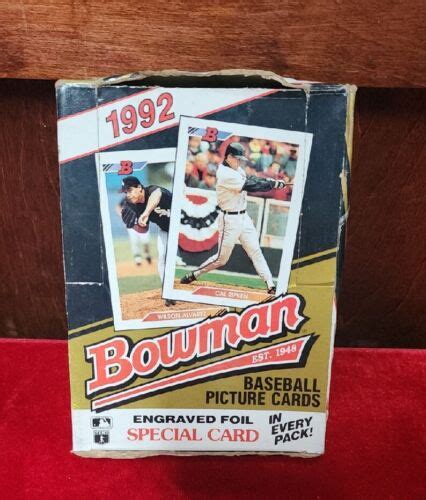 1992
B
B
CAL RIPKEN
WILSON ALVAREZ
Bowman
EST. 1948
BASEBALL
PICTURE CARDS
ENGRAVED FOIL
SPECIAL CARD
IN
EVERY
PACK!